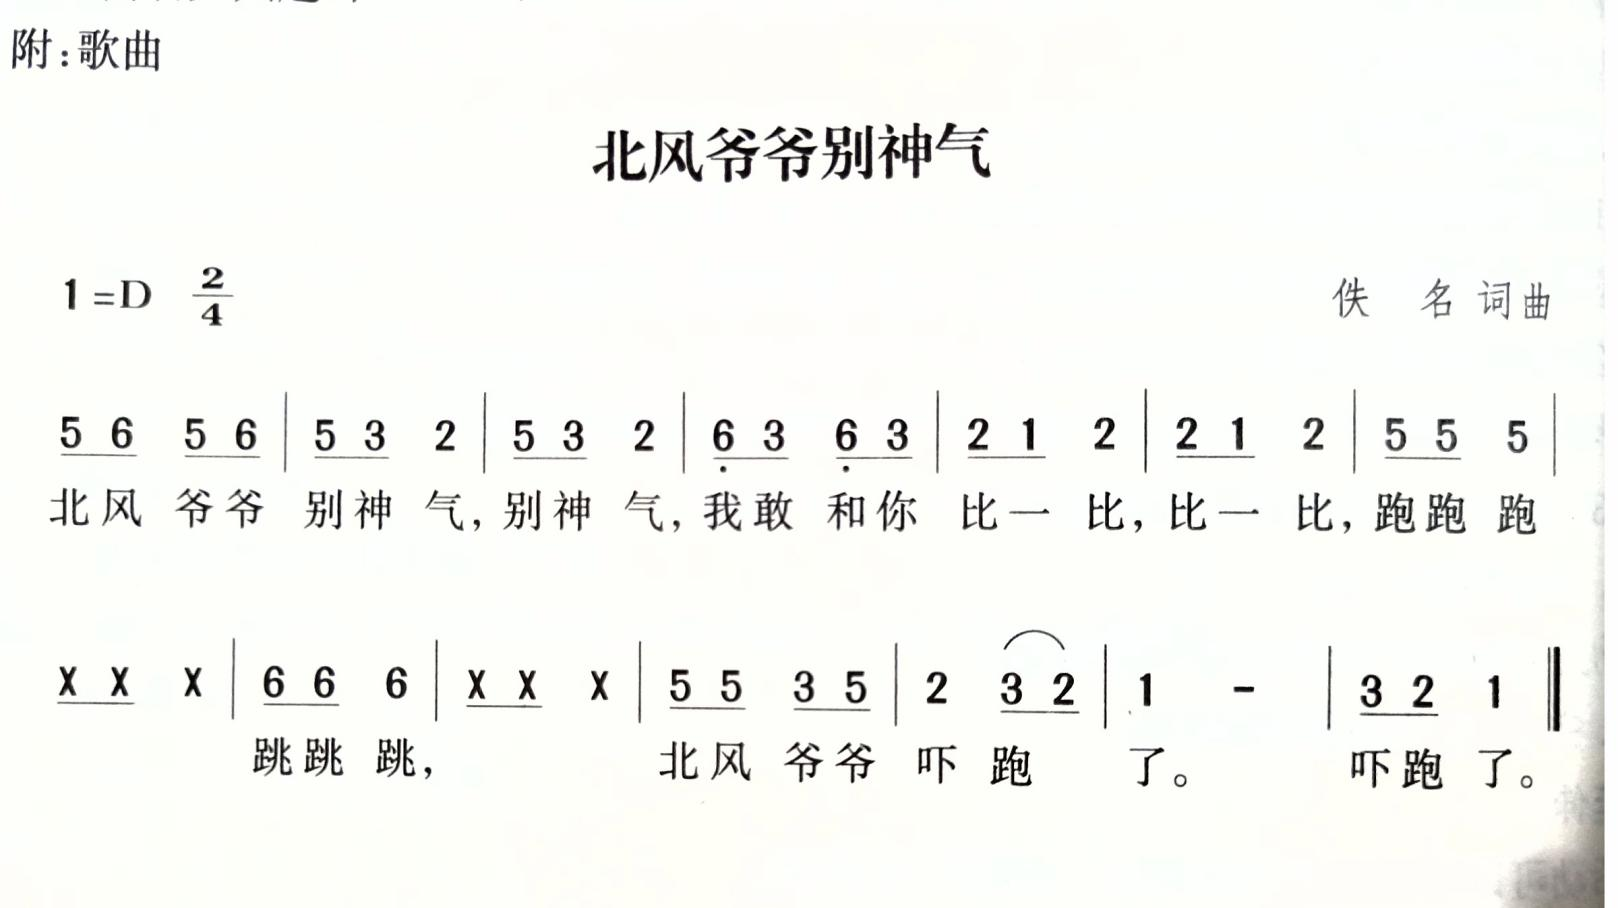 附：歌曲
北风爷爷别神气
1=D 2/4
佚 名 词曲
5 6 5 6 | 5 3 2 | 5 3 2 | 6̣ 3 6̣ 3 | 2 1 2 | 2 1 2 | 5 5 5 |
北风 爷爷 别神 气，别神 气，我敢 和你 比一 比，比一 比，跑跑 跑
X X X | 6 6 6 | X X X | 5 5 3 5 | 2 3 2 | 1 - | 3 2 1 ‖
跳跳 跳， 北风 爷爷 吓 跑 了。 吓跑 了。